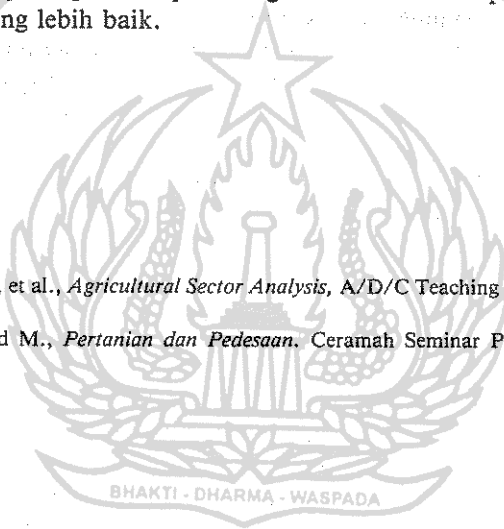 ng lebih baik.
et al., Agricultural Sector Analysis, A/D/C Teaching
d M., Pertanian dan Pedesaan. Ceramah Seminar P
BHAKTI - DHARMA - WASPADA